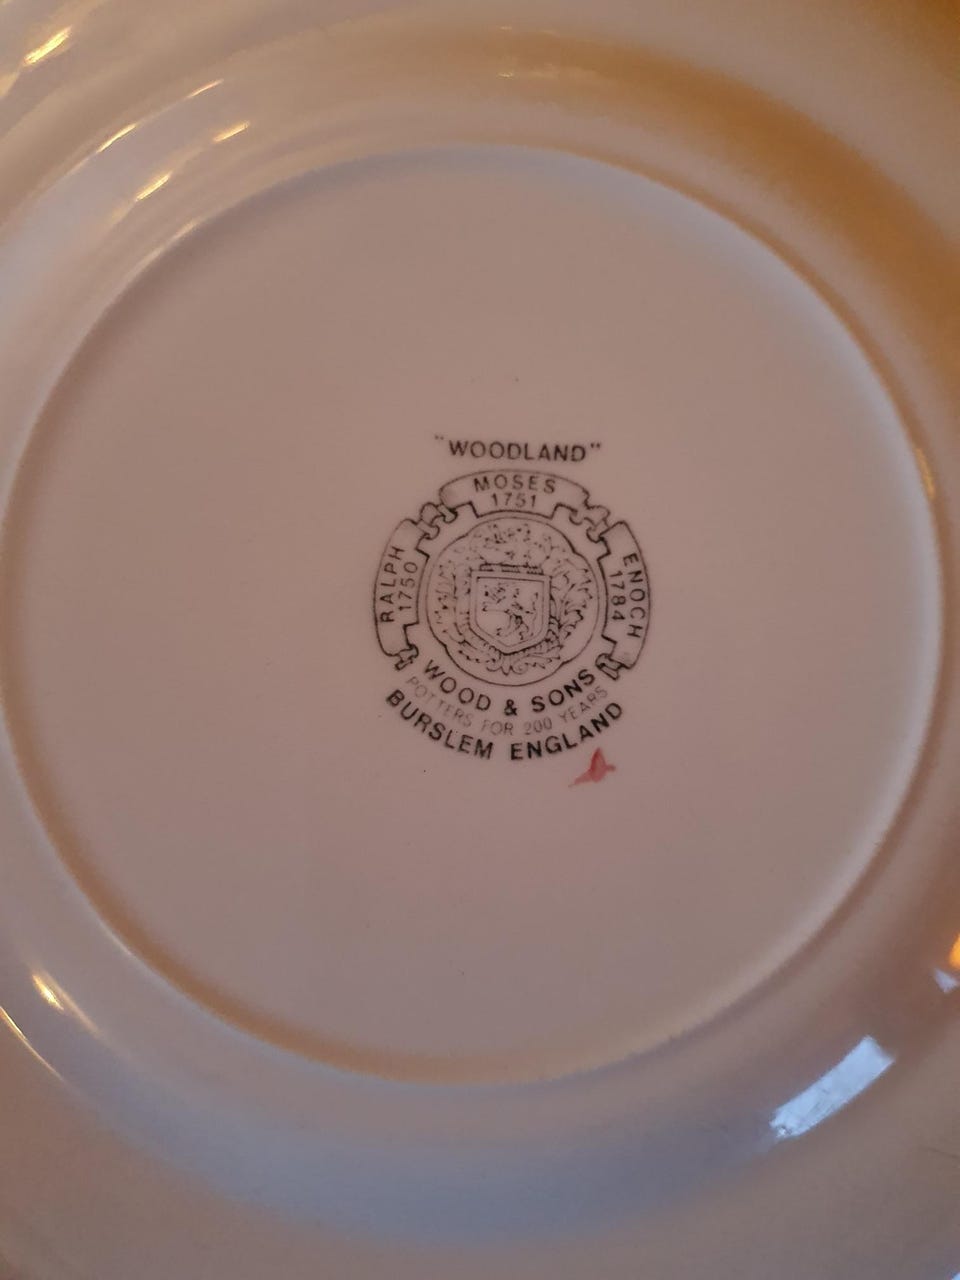 "WOODLAND"
MOSES
1751
RALPH
1750
ENOCH
1784
WOOD & SONS
POTTERS FOR 200 YEARS
BURSLEM ENGLAND